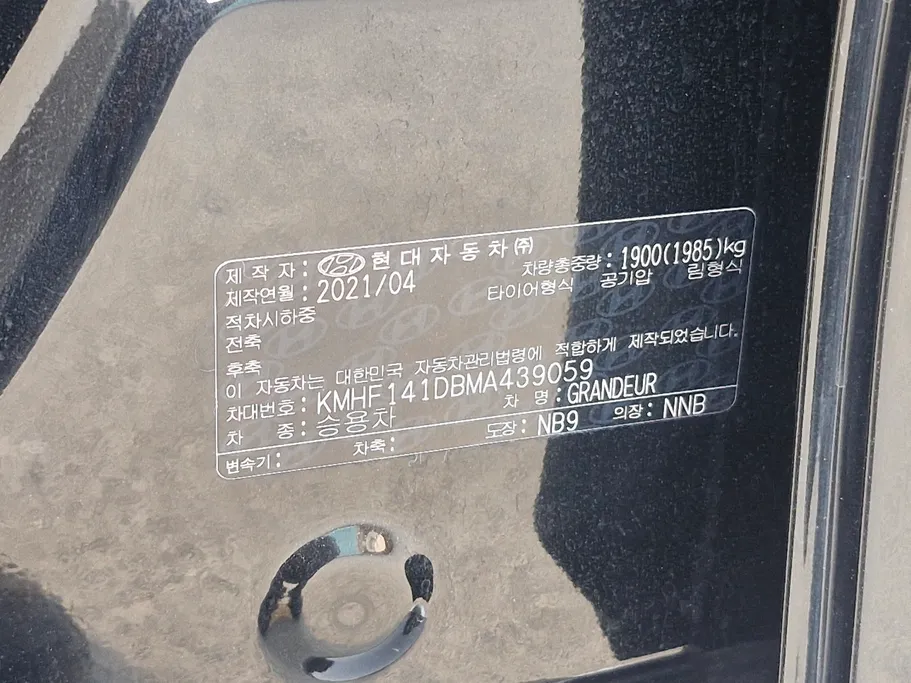 제 작 자 : 현 대 자 동 차 ㈜
제작연월 : 2021/04 차량총중량 : 1900(1985)kg
적차시하중 타이어형식 공기압 림형식
전축
후축
이 자동차는 대한민국 자동차관리법령에 적합하게 제작되었습니다.
차대번호 : KMHF141DBMA439059
차 종 : 승용차 차 명 : GRANDEUR
변속기 : 차축 : 도장 : NB9 의장 : NNB